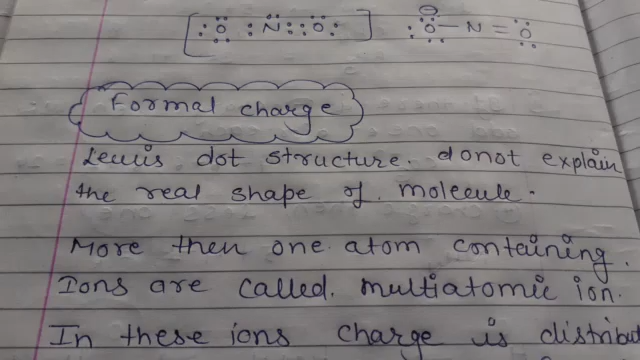 [:O: :N::O:] :O — N = O:
Formal charge
Lewis dot structure. donot explain
the real shape of molecule.
More then one atom containing.
Ions are called. multiatomic ion.
In these ions charge is distribut